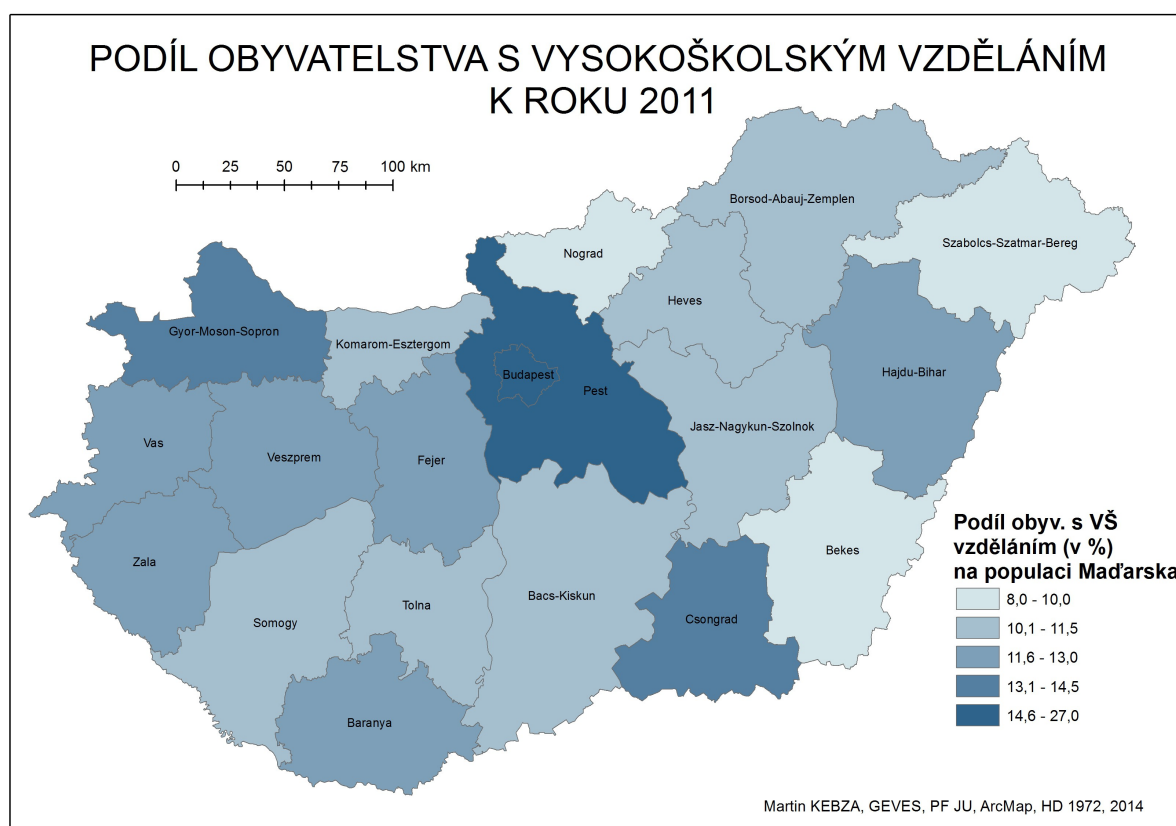 PODÍL OBYVATELSTVA S VYSOKOŠKOLSKÝM VZDĚLÁNÍM
K ROKU 2011
0 25 50 75 100 km
Borsod-Abauj-Zemplen
Szabolcs-Szatmar-Bereg
Nograd
Heves
Gyor-Moson-Sopron
Komarom-Esztergom
Budapest
Pest
Hajdu-Bihar
Jasz-Nagykun-Szolnok
Vas
Veszprem
Fejer
Zala
Somogy
Tolna
Bacs-Kiskun
Csongrad
Bekes
Baranya
Podíl obyv. s VŠ
vzděláním (v %)
na populaci Maďarska
8,0 - 10,0
10,1 - 11,5
11,6 - 13,0
13,1 - 14,5
14,6 - 27,0
Martin KEBZA, GEVES, PF JU, ArcMap, HD 1972, 2014